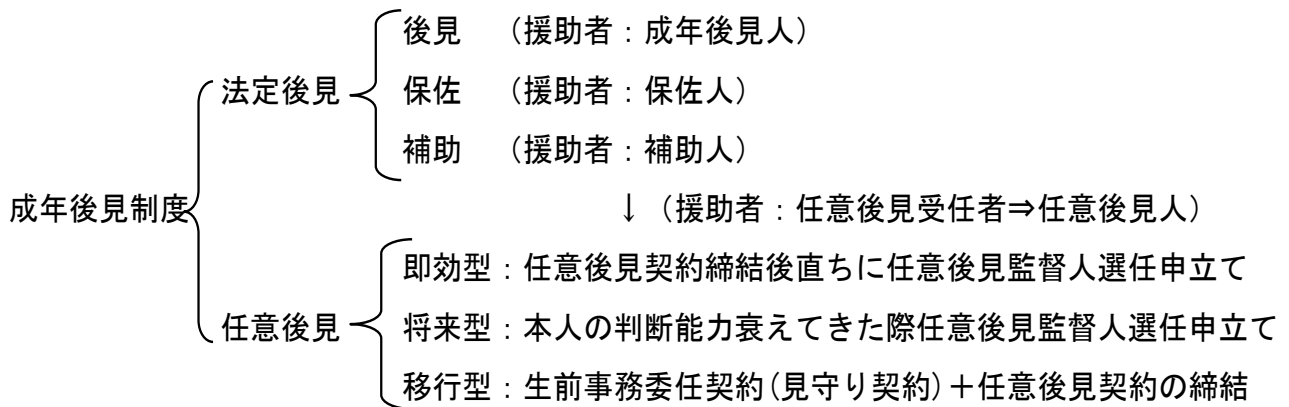 後見 (援助者:成年後見人)
法定後見 保佐 (援助者:保佐人)
補助 (援助者:補助人)
成年後見制度 ↓(援助者:任意後見受任者⇒任意後見人)
即効型:任意後見契約締結後直ちに任意後見監督人選任申立て
任意後見 将来型:本人の判断能力衰えてきた際任意後見監督人選任申立て
移行型:生前事務委任契約(見守り契約)+任意後見契約の締結